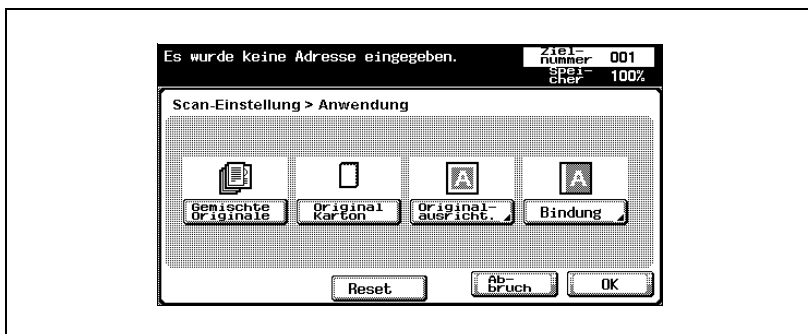 Es wurde keine Adresse eingegeben.
Ziel-
nummer 001
Spei-
cher 100%
Scan-Einstellung > Anwendung
Gemischte
Originale
Original
Karton
Original-
ausricht.
Bindung
Reset
Ab-
bruch
OK